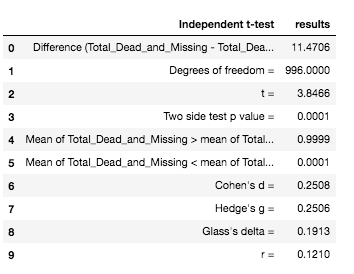 Independent t-test results
0 Difference (Total_Dead_and_Missing - Total_Dea... 11.4706
1 Degrees of freedom = 996.0000
2 t = 3.8466
3 Two side test p value = 0.0001
4 Mean of Total_Dead_and_Missing > mean of Total... 0.9999
5 Mean of Total_Dead_and_Missing < mean of Total... 0.0001
6 Cohen's d = 0.2508
7 Hedge's g = 0.2506
8 Glass's delta = 0.1913
9 r = 0.1210